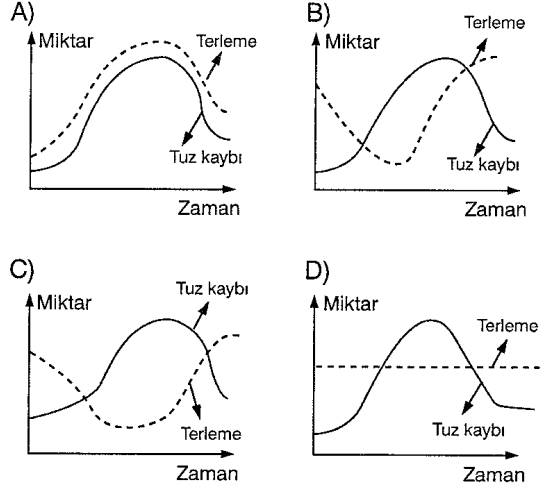 A)
Miktar
Terleme
Tuz kaybı
Zaman
B)
Miktar
Terleme
Tuz kaybı
Zaman
C)
Miktar
Tuz kaybı
Terleme
Zaman
D)
Miktar
Terleme
Tuz kaybı
Zaman